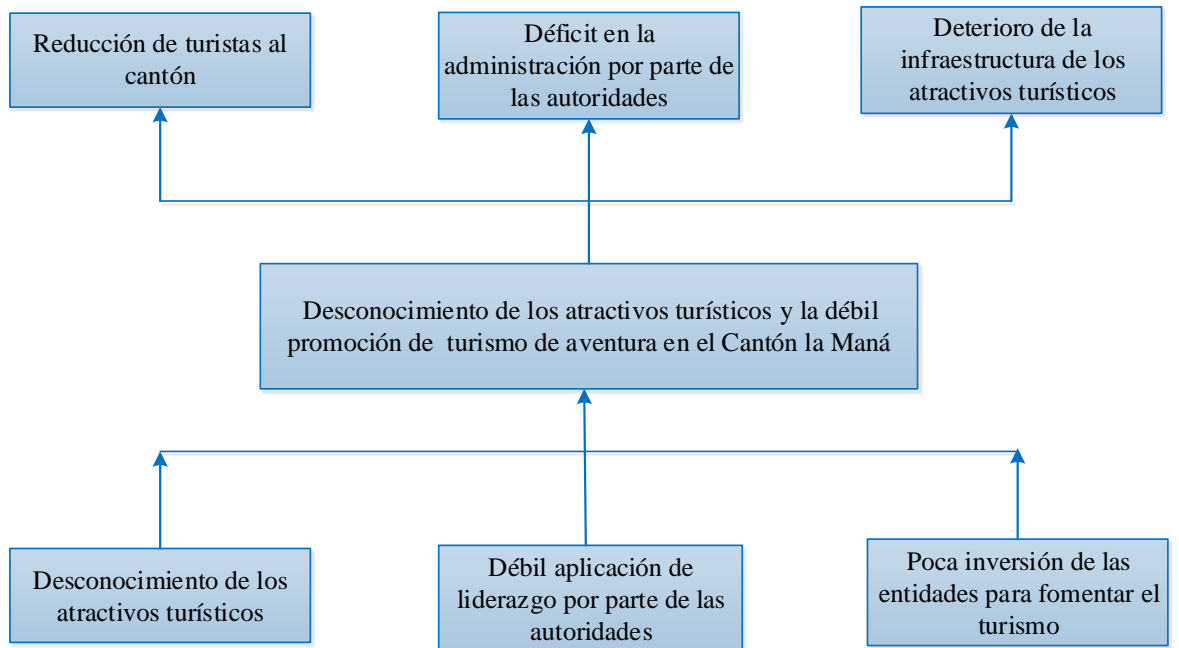 Reducción de turistas al
cantón
Déficit en la
administración por parte de
las autoridades
Deterioro de la
infraestructura de los
atractivos turísticos
Desconocimiento de los atractivos turísticos y la débil
promoción de turismo de aventura en el Cantón la Maná
Desconocimiento de los
atractivos turísticos
Débil aplicación de
liderazgo por parte de las
autoridades
Poca inversión de las
entidades para fomentar el
turismo